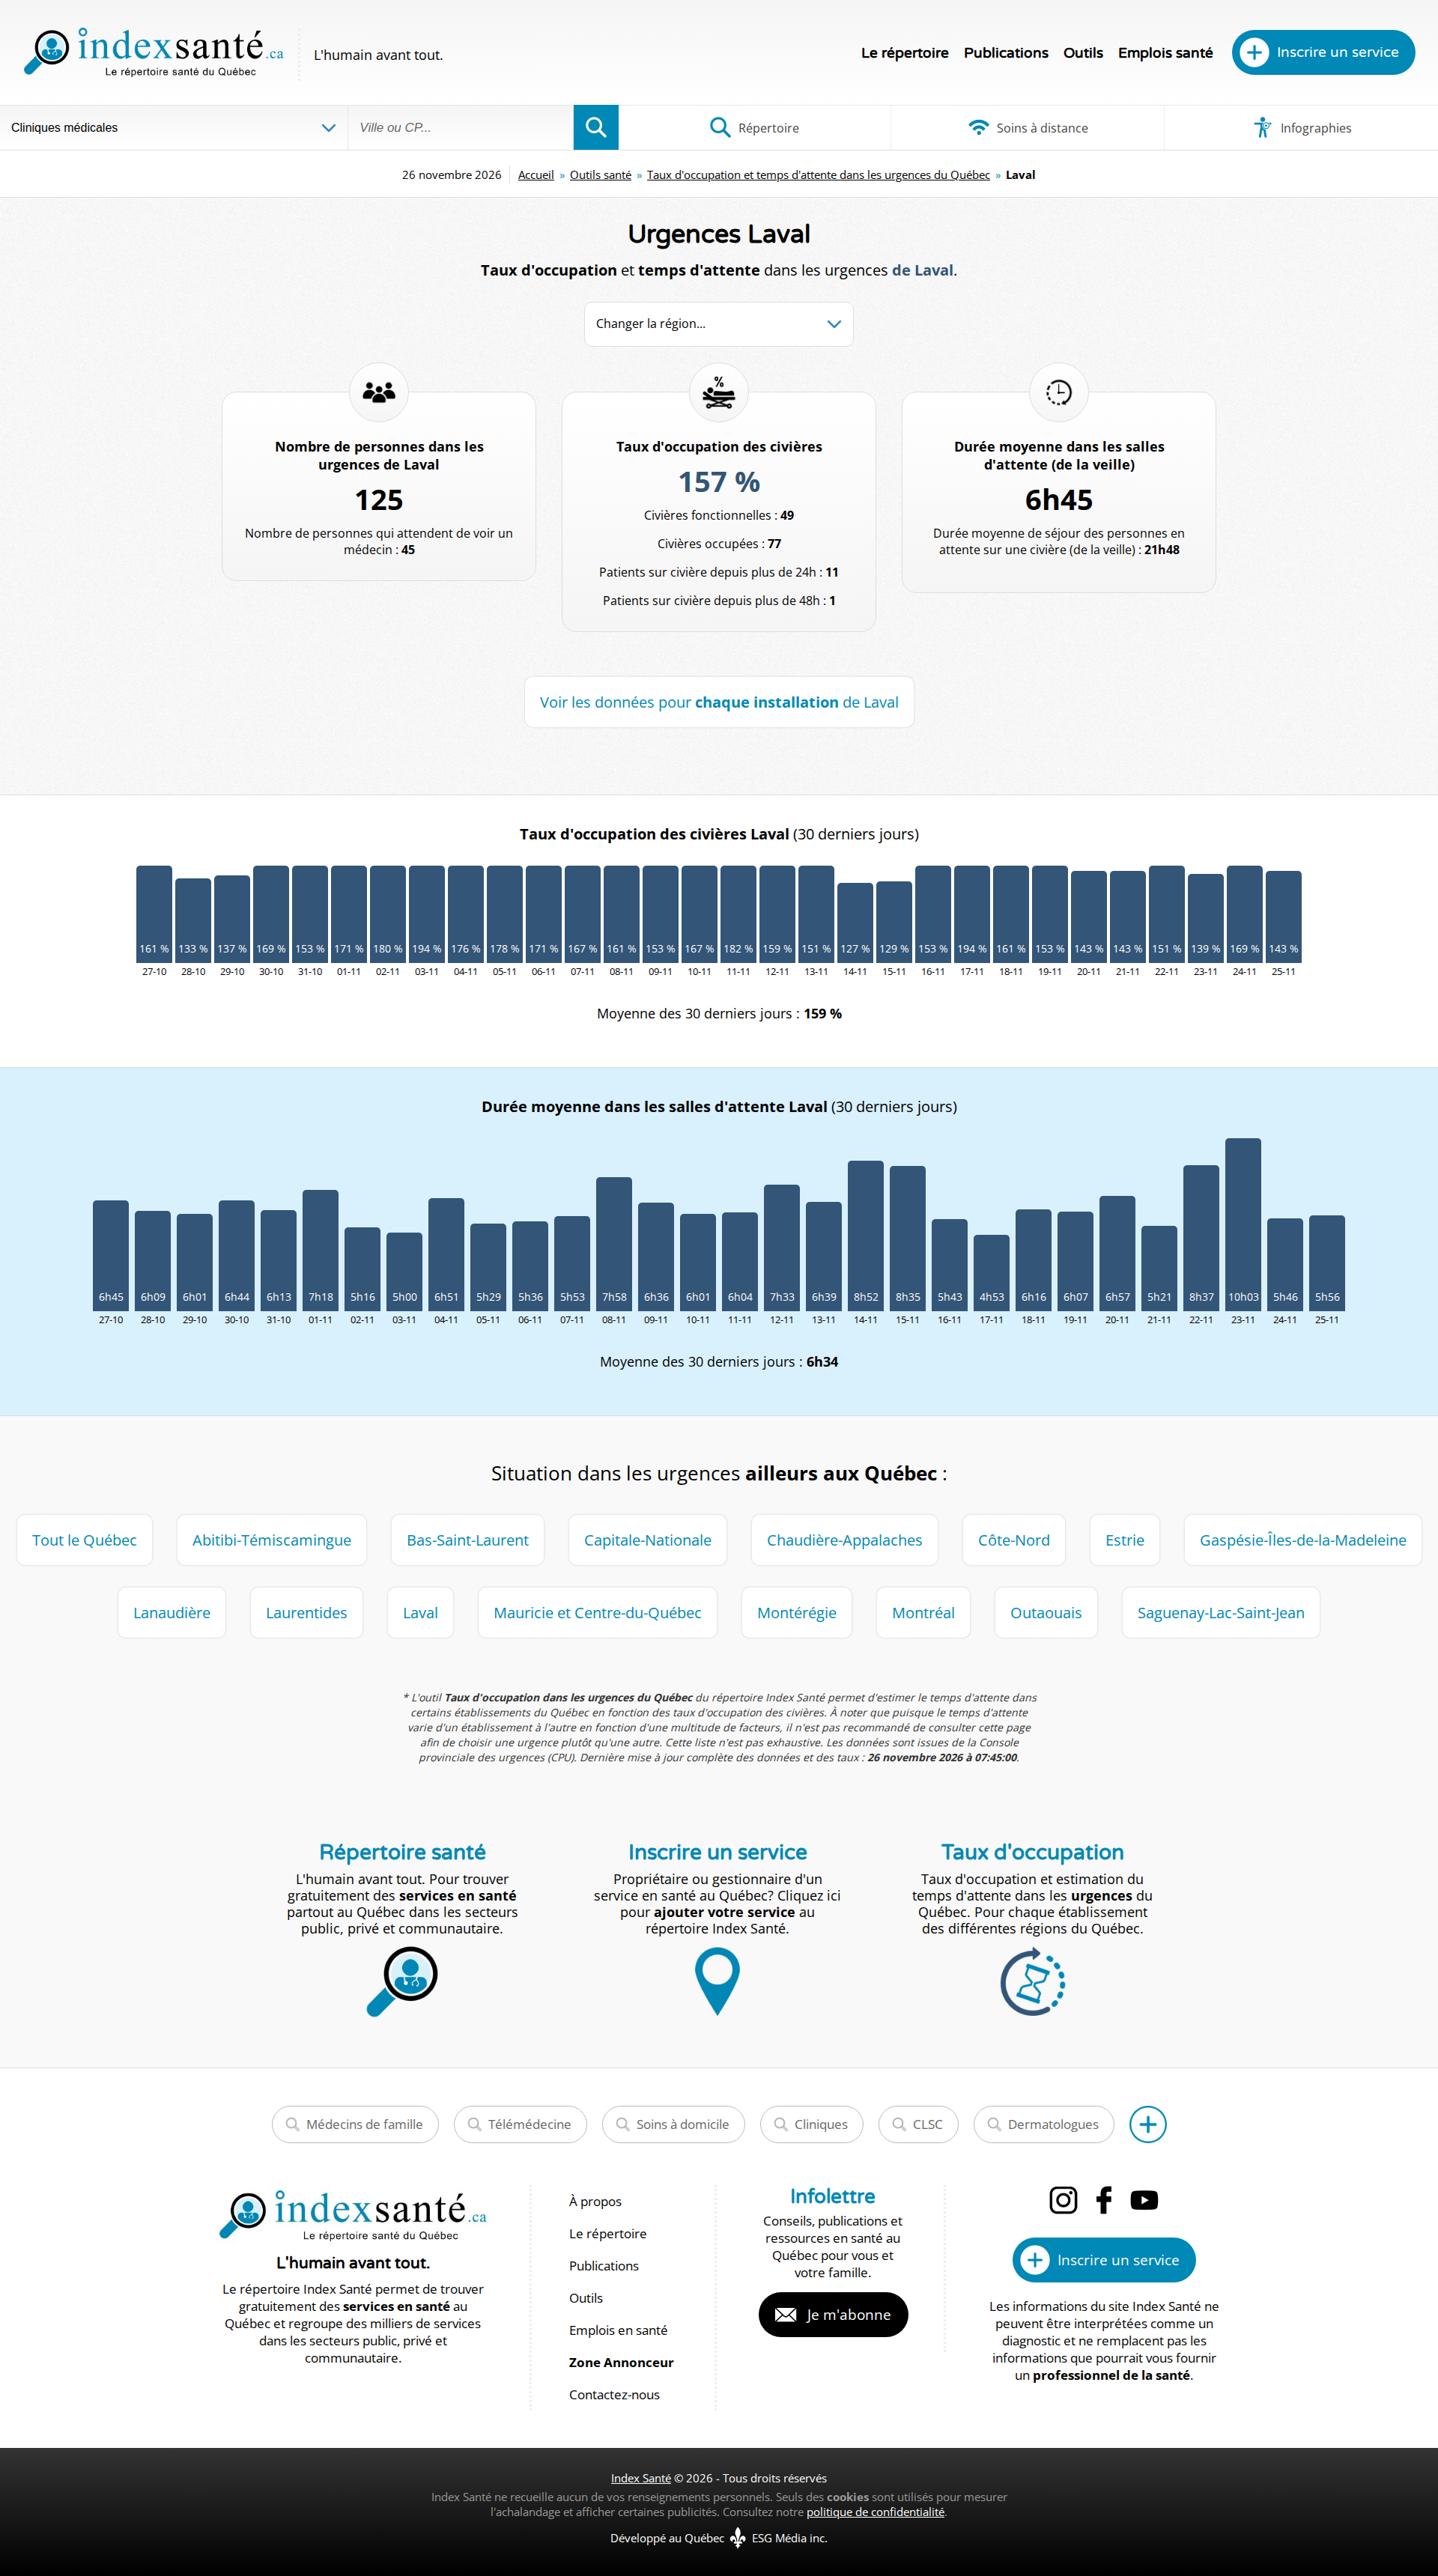 indexsanté.ca
Le répertoire santé du Québec
L'humain avant tout.
Le répertoire Publications Outils Emplois santé Inscrire un service
Cliniques médicales Ville ou CP... Répertoire Soins à distance Infographies
26 novembre 2026 Accueil » Outils santé » Taux d'occupation et temps d'attente dans les urgences du Québec » Laval
Urgences Laval
Taux d'occupation et temps d'attente dans les urgences de Laval.
Changer la région...
Nombre de personnes dans les
urgences de Laval
125
Nombre de personnes qui attendent de voir un
médecin : 45
%
Taux d'occupation des civières
157 %
Civières fonctionnelles : 49
Civières occupées : 77
Patients sur civière depuis plus de 24h : 11
Patients sur civière depuis plus de 48h : 1
Durée moyenne dans les salles
d'attente (de la veille)
6h45
Durée moyenne de séjour des personnes en
attente sur une civière (de la veille) : 21h48
Voir les données pour chaque installation de Laval
Taux d'occupation des civières Laval (30 derniers jours)
161 % 133 % 137 % 169 % 153 % 171 % 180 % 194 % 176 % 178 % 171 % 167 % 161 % 153 % 167 % 182 % 159 % 151 % 127 % 129 % 153 % 194 % 161 % 153 % 143 % 143 % 151 % 139 % 169 % 143 %
27-10 28-10 29-10 30-10 31-10 01-11 02-11 03-11 04-11 05-11 06-11 07-11 08-11 09-11 10-11 11-11 12-11 13-11 14-11 15-11 16-11 17-11 18-11 19-11 20-11 21-11 22-11 23-11 24-11 25-11
Moyenne des 30 derniers jours : 159 %
Durée moyenne dans les salles d'attente Laval (30 derniers jours)
6h45 6h09 6h01 6h44 6h13 7h18 5h16 5h00 6h51 5h29 5h36 5h53 7h58 6h36 6h01 6h04 7h33 6h39 8h52 8h35 5h43 4h53 6h16 6h07 6h57 5h21 8h37 10h03 5h46 5h56
27-10 28-10 29-10 30-10 31-10 01-11 02-11 03-11 04-11 05-11 06-11 07-11 08-11 09-11 10-11 11-11 12-11 13-11 14-11 15-11 16-11 17-11 18-11 19-11 20-11 21-11 22-11 23-11 24-11 25-11
Moyenne des 30 derniers jours : 6h34
Situation dans les urgences ailleurs aux Québec :
Tout le Québec Abitibi-Témiscamingue Bas-Saint-Laurent Capitale-Nationale Chaudière-Appalaches Côte-Nord Estrie Gaspésie-Îles-de-la-Madeleine
Lanaudière Laurentides Laval Mauricie et Centre-du-Québec Montérégie Montréal Outaouais Saguenay-Lac-Saint-Jean
* L'outil Taux d'occupation dans les urgences du Québec du répertoire Index Santé permet d'estimer le temps d'attente dans
certains établissements du Québec en fonction des taux d'occupation des civières. À noter que puisque le temps d'attente
varie d'un établissement à l'autre en fonction d'une multitude de facteurs, il n'est pas recommandé de consulter cette page
afin de choisir une urgence plutôt qu'une autre. Cette liste n'est pas exhaustive. Les données sont issues de la Console
provinciale des urgences (CPU). Dernière mise à jour complète des données et des taux : 26 novembre 2026 à 07:45:00.
Répertoire santé
L'humain avant tout. Pour trouver
gratuitement des services en santé
partout au Québec dans les secteurs
public, privé et communautaire.
Inscrire un service
Propriétaire ou gestionnaire d'un
service en santé au Québec? Cliquez ici
pour ajouter votre service au
répertoire Index Santé.
Taux d'occupation
Taux d'occupation et estimation du
temps d'attente dans les urgences du
Québec. Pour chaque établissement
des différentes régions du Québec.
Médecins de famille Télémédecine Soins à domicile Cliniques CLSC Dermatologues
indexsanté.ca
Le répertoire santé du Québec
L'humain avant tout.
Le répertoire Index Santé permet de trouver
gratuitement des services en santé au
Québec et regroupe des milliers de services
dans les secteurs public, privé et
communautaire.
À propos
Le répertoire
Publications
Outils
Emplois en santé
Zone Annonceur
Contactez-nous
Infolettre
Conseils, publications et
ressources en santé au
Québec pour vous et
votre famille.
Je m'abonne
Inscrire un service
Les informations du site Index Santé ne
peuvent être interprétées comme un
diagnostic et ne remplacent pas les
informations que pourrait vous fournir
un professionnel de la santé.
Index Santé © 2026 - Tous droits réservés
Index Santé ne recueille aucun de vos renseignements personnels. Seuls des cookies sont utilisés pour mesurer
l'achalandage et afficher certaines publicités. Consultez notre politique de confidentialité.
Développé au Québec ESG Média inc.